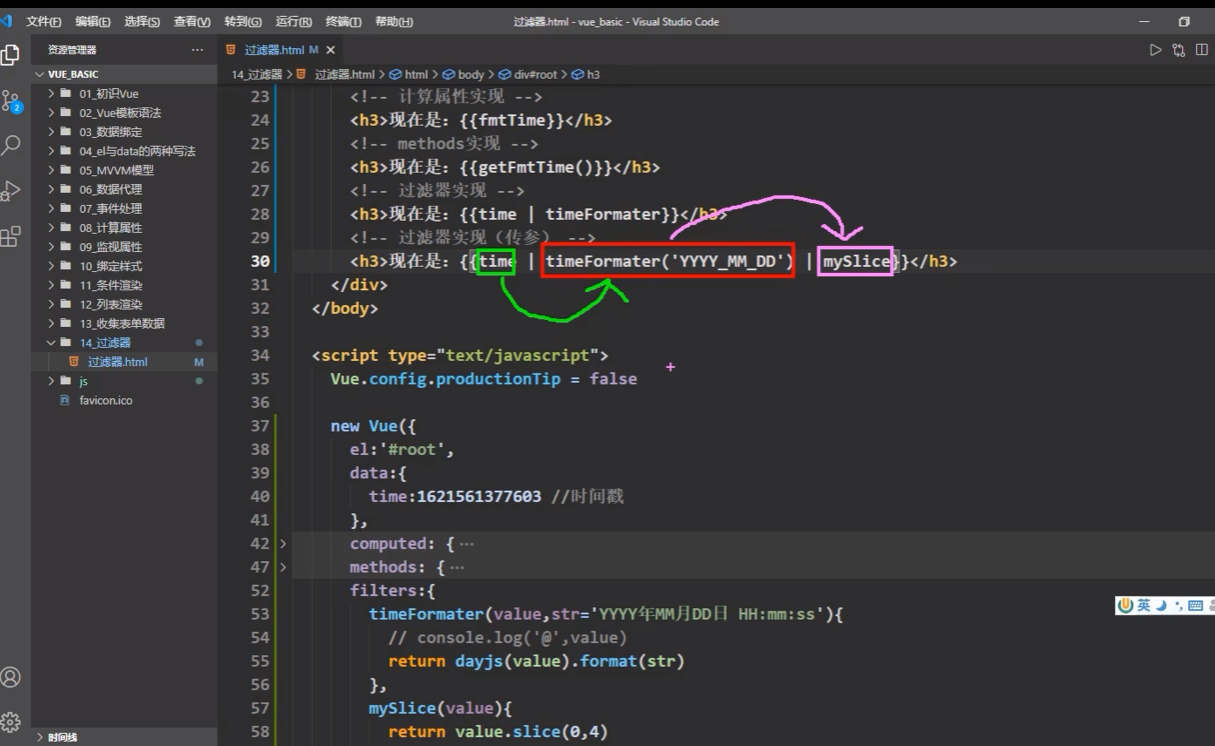 文件(F) 编辑(E) 选择(S) 查看(V) 转到(G) 运行(R) 终端(T) 帮助(H) 过滤器.html - vue_basic - Visual Studio Code
资源管理器 ···
过滤器.html M ×
VUE_BASIC
14_过滤器 > 过滤器.html > html > body > div#root > h3
01_初识Vue
02_Vue模板语法
03_数据绑定
04_el与data的两种写法
05_MVVM模型
06_数据代理
07_事件处理
08_计算属性
09_监视属性
10_绑定样式
11_条件渲染
12_列表渲染
13_收集表单数据
14_过滤器
过滤器.html M
js
favicon.ico
时间线
2
23 <!-- 计算属性实现 -->
24 <h3>现在是：{{fmtTime}}</h3>
25 <!-- methods实现 -->
26 <h3>现在是：{{getFmtTime()}}</h3>
27 <!-- 过滤器实现 -->
28 <h3>现在是：{{time | timeFormater}}</h3>
29 <!-- 过滤器实现（传参） -->
30 <h3>现在是：{{time | timeFormater('YYYY_MM_DD') | mySlice}}</h3>
31 </div>
32 </body>
33
34 <script type="text/javascript">
35 Vue.config.productionTip = false
36
37 new Vue({
38 el:'#root',
39 data:{
40 time:1621561377603 //时间戳
41 },
42 computed: { ···
47 methods: { ···
52 filters:{
53 timeFormater(value,str='YYYY年MM月DD日 HH:mm:ss'){
54 // console.log('@',value)
55 return dayjs(value).format(str)
56 },
57 mySlice(value){
58 return value.slice(0,4)
英